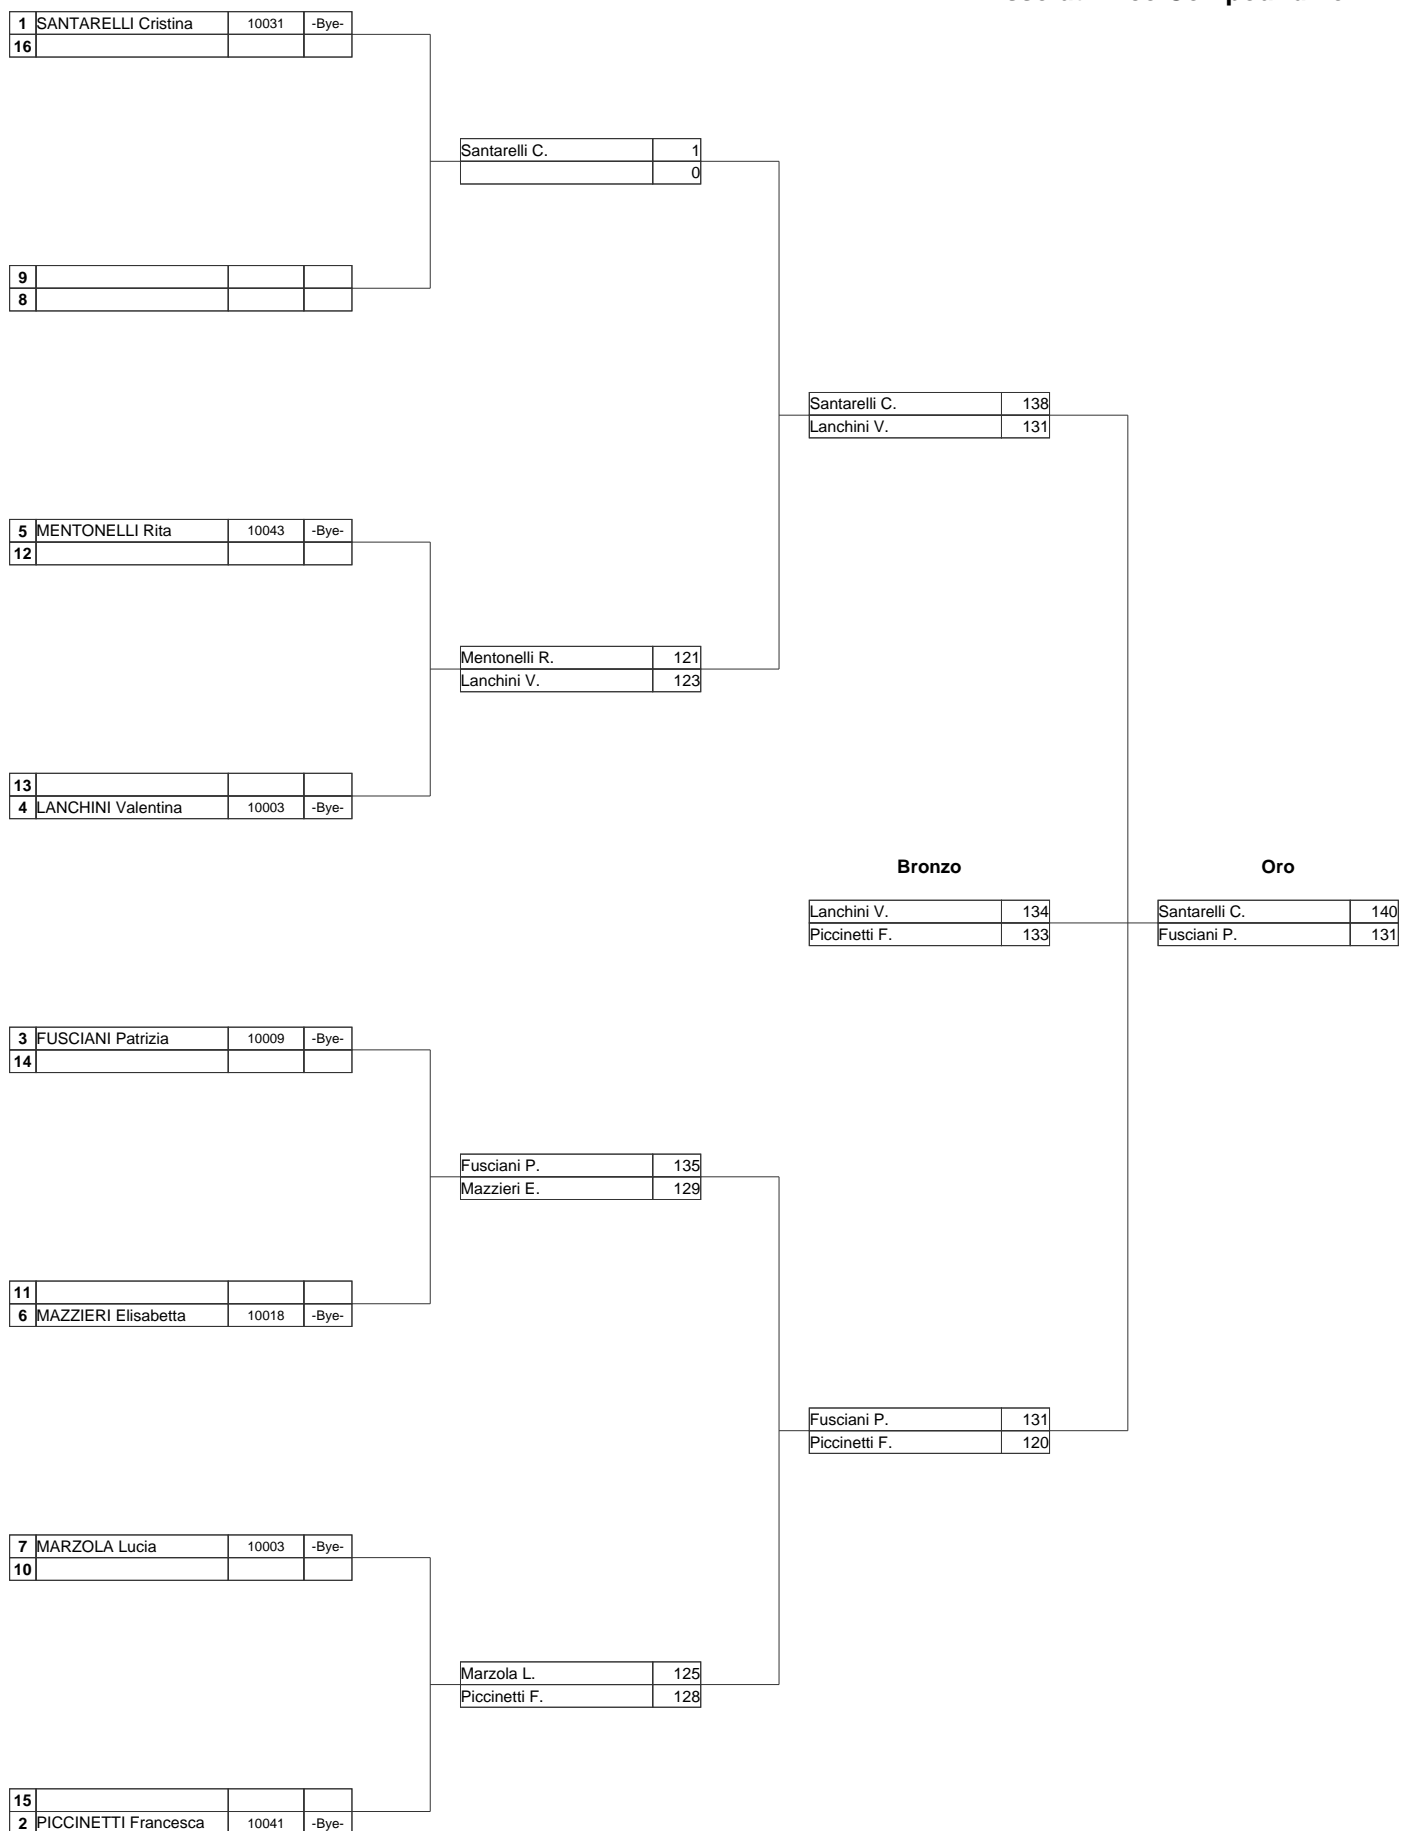 1 SANTARELLI Cristina 10031 -Bye-
16
Santarelli C. 1
0
9
8
Santarelli C. 138
Lanchini V. 131
5 MENTONELLI Rita 10043 -Bye-
12
Mentonelli R. 121
Lanchini V. 123
13
4 LANCHINI Valentina 10003 -Bye-
Bronzo Oro
Lanchini V. 134 Santarelli C. 140
Piccinetti F. 133 Fusciani P. 131
3 FUSCIANI Patrizia 10009 -Bye-
14
Fusciani P. 135
Mazzieri E. 129
11
6 MAZZIERI Elisabetta 10018 -Bye-
Fusciani P. 131
Piccinetti F. 120
7 MARZOLA Lucia 10003 -Bye-
10
Marzola L. 125
Piccinetti F. 128
15
2 PICCINETTI Francesca 10041 -Bye-